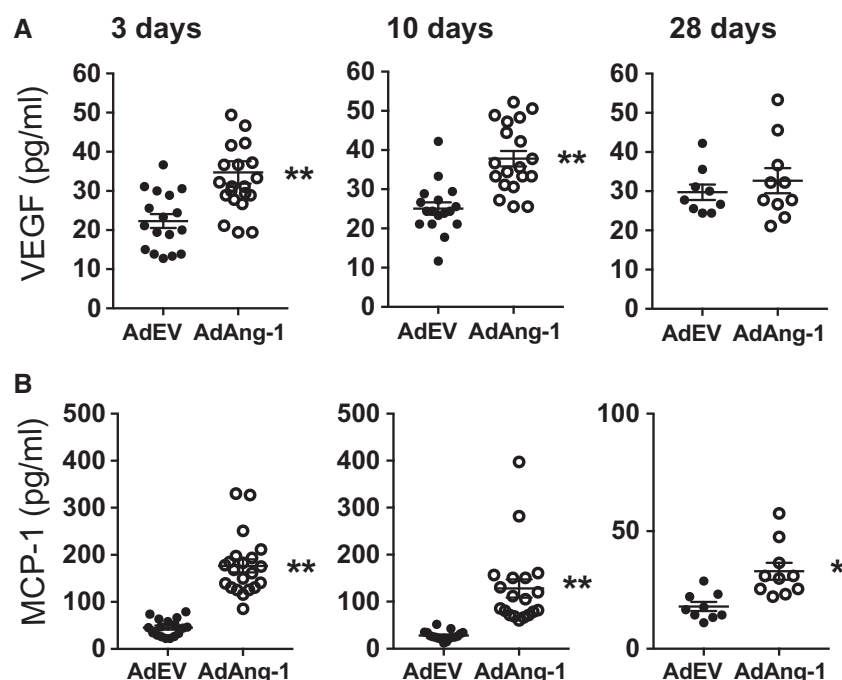 A 3 days 10 days 28 days
VEGF (pg/ml)
60 60 60
50 50 50
40 40 40
30 30 30
20 20 20
10 10 10
0 0 0
** **
AdEV AdAng-1 AdEV AdAng-1 AdEV AdAng-1
B
MCP-1 (pg/ml)
500 500 100
400 400
300 300
200 200 50
100 100
0 0 0
** ** *
AdEV AdAng-1 AdEV AdAng-1 AdEV AdAng-1